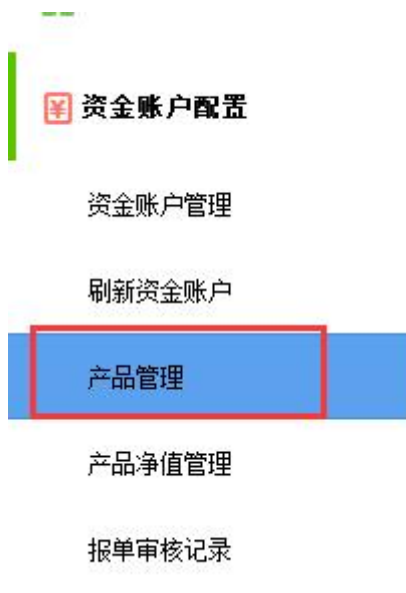 资金账户配置
资金账户管理
刷新资金账户
产品管理
产品净值管理
报单审核记录